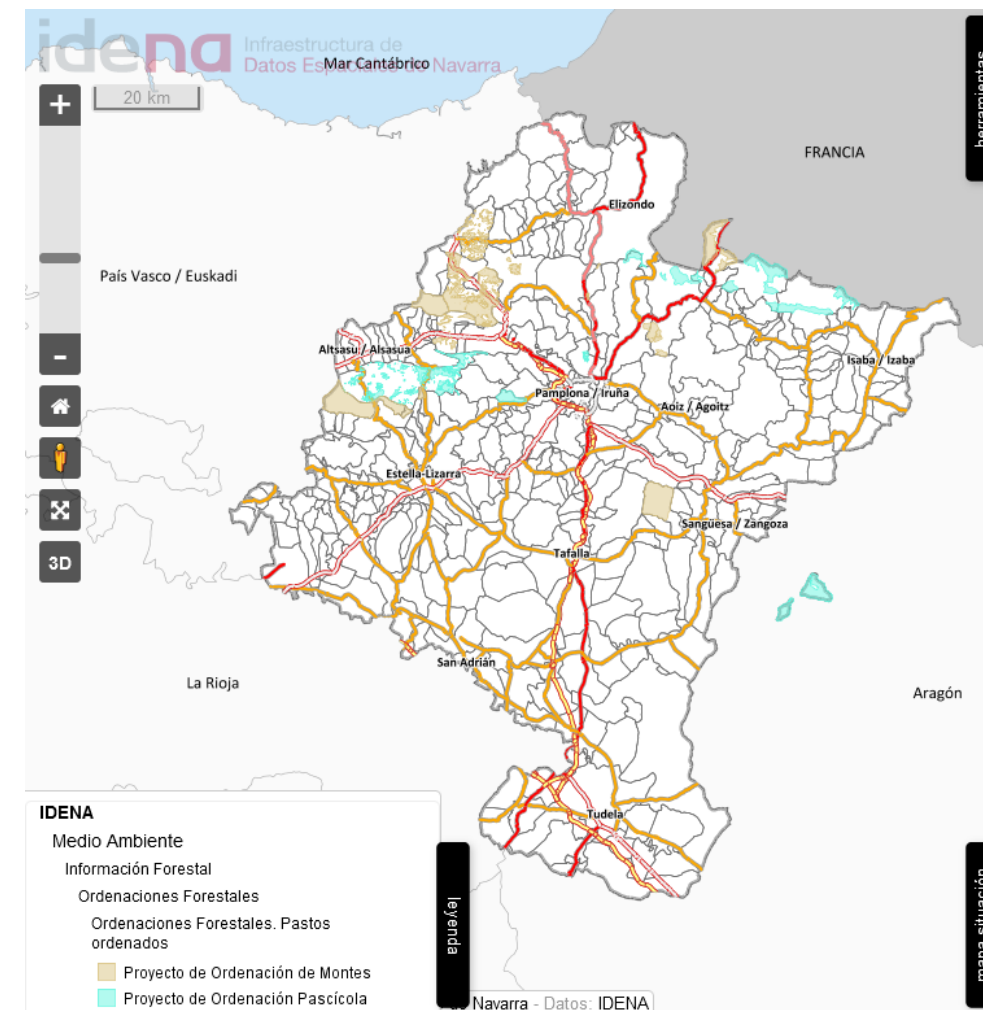 idena
Infraestructura de
Datos Espaciales de Navarra
Mar Cantábrico
herramientas
+
20 km
FRANCIA
Elizondo
País Vasco / Euskadi
Altsasu / Alsasua
Isaba / Izaba
-
Pamplona / Iruña
Aoiz / Agoitz
Estella-Lizarra
Sangüesa / Zangoza
3D
Tafalla
San Adrián
La Rioja
Aragón
Tudela
IDENA
Medio Ambiente
Información Forestal
Ordenaciones Forestales
Ordenaciones Forestales. Pastos
ordenados
Proyecto de Ordenación de Montes
Proyecto de Ordenación Pascícola
leyenda
mapa situación
de Navarra - Datos: IDENA